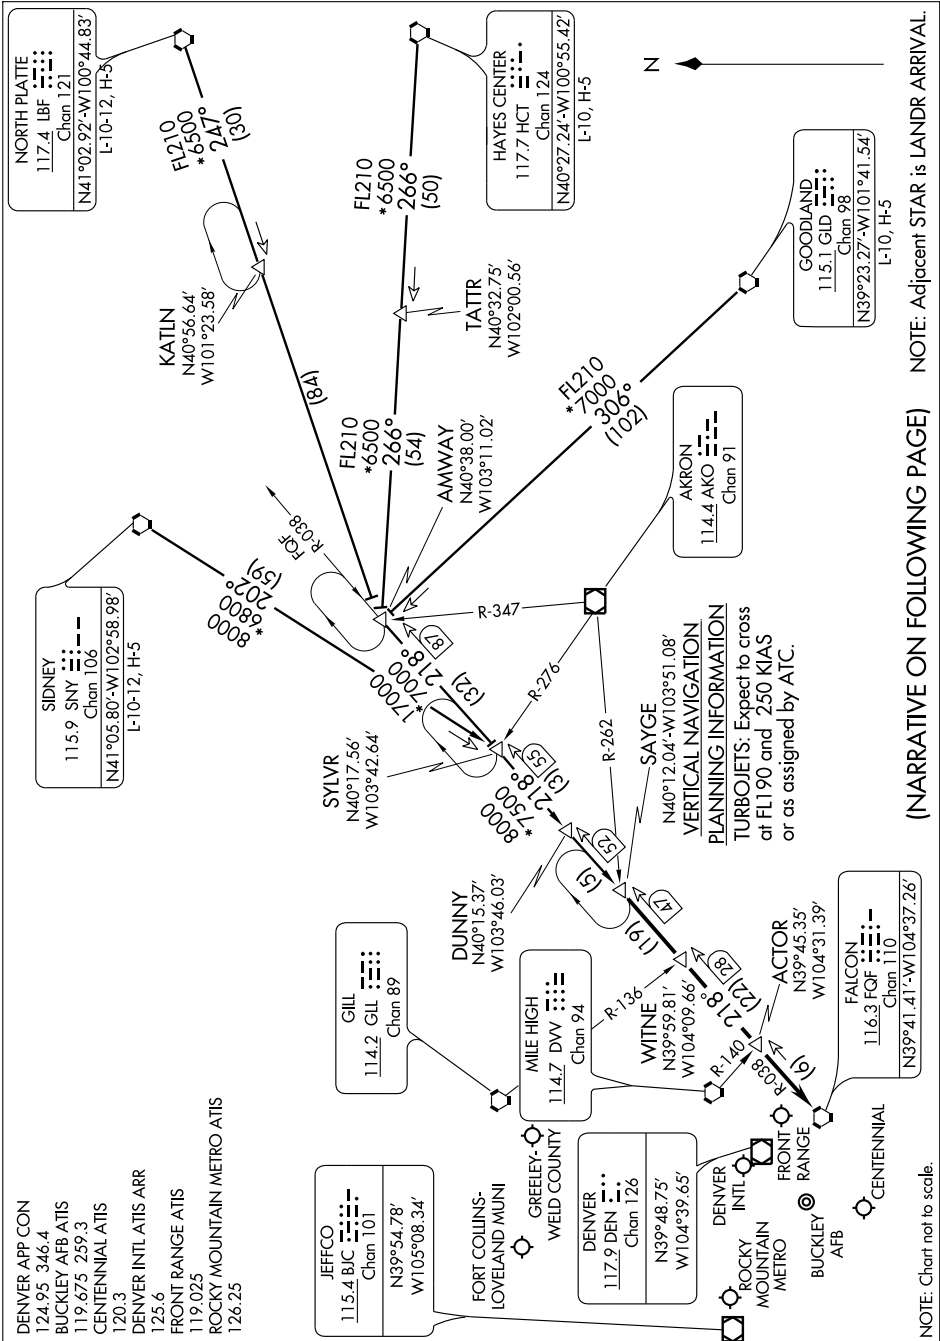 DENVER APP CON
124.95 346.4
BUCKLEY AFB ATIS
119.675 259.3
CENTENNIAL ATIS
120.3
DENVER INTL ATIS ARR
125.6
FRONT RANGE ATIS
119.025
ROCKY MOUNTAIN METRO ATIS
126.25
SIDNEY
115.9 SNY
Chan 106
N41°05.80'-W102°58.98'
L-10-12, H-5
NORTH PLATTE
117.4 LBF
Chan 121
N41°02.92'-W100°44.83'
L-10-12, H-5
FL210
*6500
247°
(30)
KATLN
N40°56.64'
W101°23.58'
(84)
HAYES CENTER
117.7 HCT
Chan 124
N40°27.24'-W100°55.42'
L-10, H-5
FL210
*6500
266°
(50)
TATTR
N40°32.75'
W102°00.56'
FL210
*6500
266°
(54)
AMWAY
N40°38.00'
W103°11.02'
FQF
R-038
8000
*6800
202°
(59)
GOODLAND
115.1 GLD
Chan 98
N39°23.27'-W101°41.54'
L-10, H-5
FL210
*7000
306°
(102)
N
AKRON
114.4 AKO
Chan 91
R-347
R-276
R-262
17000
*7000
218°
(32)
87
SYLVR
N40°17.56'
W103°42.64'
8000
*7500
218°
(3)
55
DUNNY
N40°15.37'
W103°46.03'
52
(5)
SAYGE
N40°12.04'-W103°51.08'
VERTICAL NAVIGATION
PLANNING INFORMATION
TURBOJETS: Expect to cross
at FL190 and 250 KIAS
or as assigned by ATC.
47
(19)
WITNE
N39°59.81'
W104°09.66'
28
218°
(22)
R-136
ACTOR
N39°45.35'
W104°31.39'
R-140
R-038
(6)
GILL
114.2 GLL
Chan 89
MILE HIGH
114.7 DVV
Chan 94
FALCON
116.3 FQF
Chan 110
N39°41.41'-W104°37.26'
JEFFCO
115.4 BJC
Chan 101
N39°54.78'
W105°08.34'
DENVER
117.9 DEN
Chan 126
N39°48.75'
W104°39.65'
FORT COLLINS-
LOVELAND MUNI
GREELEY-
WELD COUNTY
DENVER
INTL
FRONT
RANGE
ROCKY
MOUNTAIN
METRO
BUCKLEY
AFB
CENTENNIAL
NOTE: Chart not to scale.
(NARRATIVE ON FOLLOWING PAGE)
NOTE: Adjacent STAR is LANDR ARRIVAL.